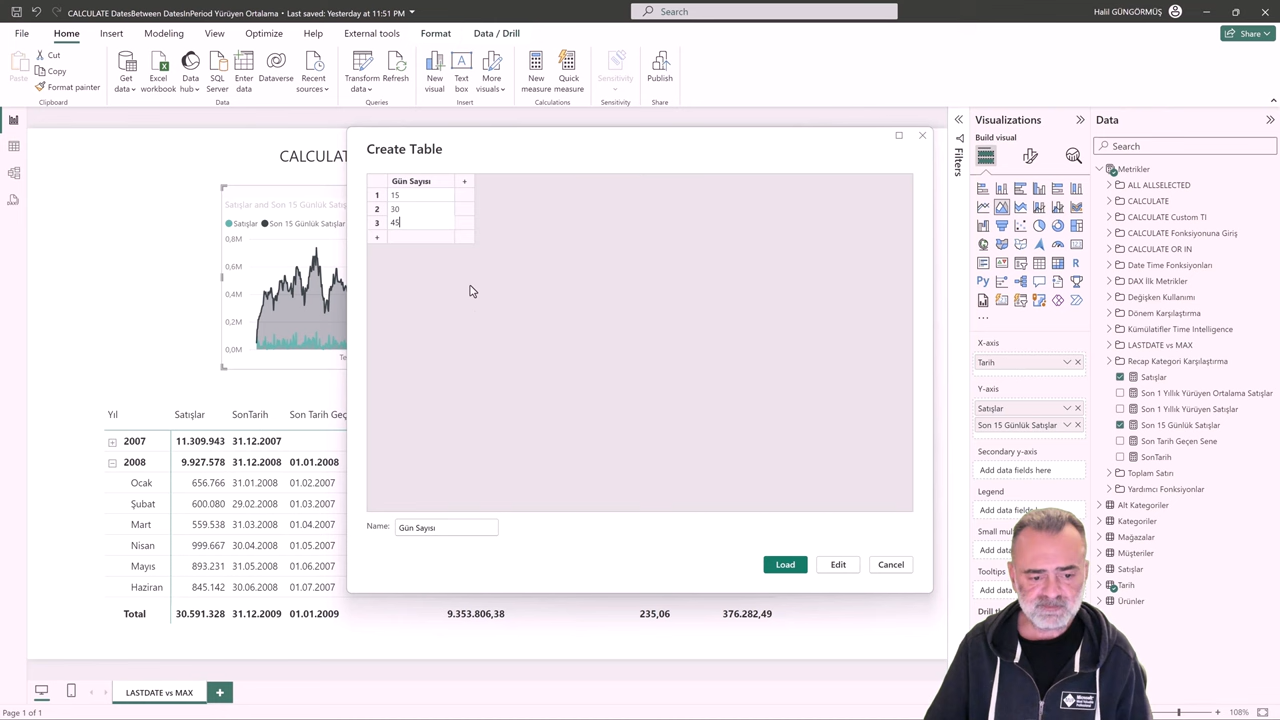 CALCULATE DatesBetween DatesInPeriod Yürüyen Ortalama • Last saved: Yesterday at 11:51 PM
Search
Halil GÜNGÖRMÜŞ
File
Home
Insert
Modeling
View
Optimize
Help
External tools
Format
Data / Drill
Share
Paste
Cut
Copy
Format painter
Clipboard
Get data
Excel workbook
Data hub
SQL Server
Enter data
Dataverse
Recent sources
Data
Transform data
Refresh
Queries
New visual
Text box
More visuals
Insert
New measure
Quick measure
Calculations
Sensitivity
Sensitivity
Publish
Share
CALCULATE
Satışlar and Son 15 Günlük Satışlar
Satışlar
Son 15 Günlük Satışlar
0,8M
0,6M
0,4M
0,2M
0,0M
Create Table
Gün Sayısı
+
1 15
2 30
3 45
+
Name: Gün Sayısı
Load
Edit
Cancel
Yıl Satışlar SonTarih Son Tarih Geç
2007 11.309.943 31.12.2007
2008 9.927.578 31.12.2008 01.01.2008
Ocak 656.766 31.01.2008 01.02.2007
Şubat 600.080 29.02.2008 01.03.2007
Mart 559.538 31.03.2008 01.04.2007
Nisan 999.667 30.04.2008 01.05.2007
Mayıs 893.231 31.05.2008 01.06.2007
Haziran 845.142 30.06.2008 01.07.2007
Total 30.591.328 31.12.2009 01.01.2009 9.353.806,38 235,06 376.282,49
LASTDATE vs MAX
+
Page 1 of 1
108%
Filters
Visualizations
Build visual
X-axis
Tarih
Y-axis
Satışlar
Son 15 Günlük Satışlar
Secondary y-axis
Add data fields here
Legend
Add data fields
Small mul
Add data
Tooltips
Add data
Drill th
Data
Search
Metrikler
ALL ALLSELECTED
CALCULATE
CALCULATE Custom TI
CALCULATE Fonksiyonuna Giriş
CALCULATE OR IN
Date Time Fonksiyonları
DAX İlk Metrikler
Değişken Kullanımı
Dönem Karşılaştırma
Kümülatifler Time Intelligence
LASTDATE vs MAX
Recap Kategori Karşılaştırma
Satışlar
Son 1 Yıllık Yürüyen Ortalama Satışlar
Son 1 Yıllık Yürüyen Satışlar
Son 15 Günlük Satışlar
Son Tarih Geçen Sene
SonTarih
Toplam Satırı
Yardımcı Fonksiyonlar
Alt Kategoriler
Kategoriler
Mağazalar
Müşteriler
Satışlar
Tarih
Ürünler